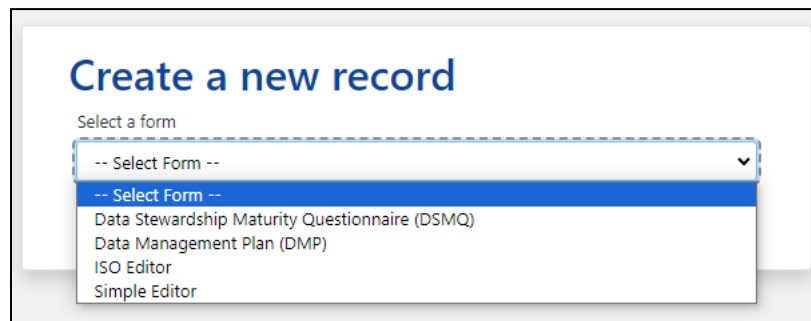 Create a new record
Select a form
-- Select Form --
-- Select Form --
Data Stewardship Maturity Questionnaire (DSMQ)
Data Management Plan (DMP)
ISO Editor
Simple Editor